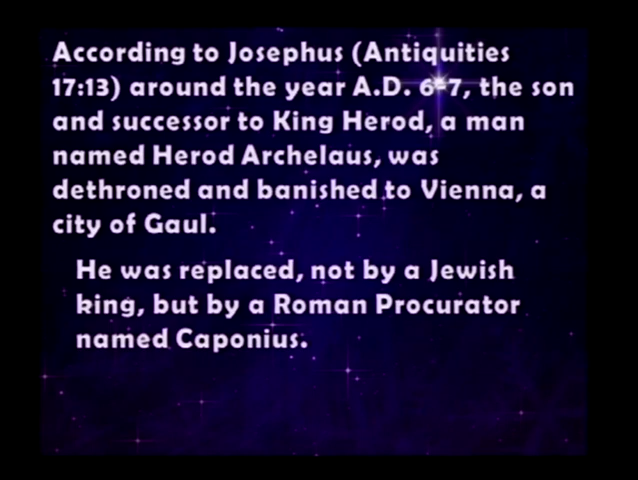 According to Josephus (Antiquities
17:13) around the year A.D. 6-7, the son
and successor to King Herod, a man
named Herod Archelaus, was
dethroned and banished to Vienna, a
city of Gaul.
He was replaced, not by a Jewish
king, but by a Roman Procurator
named Caponius.